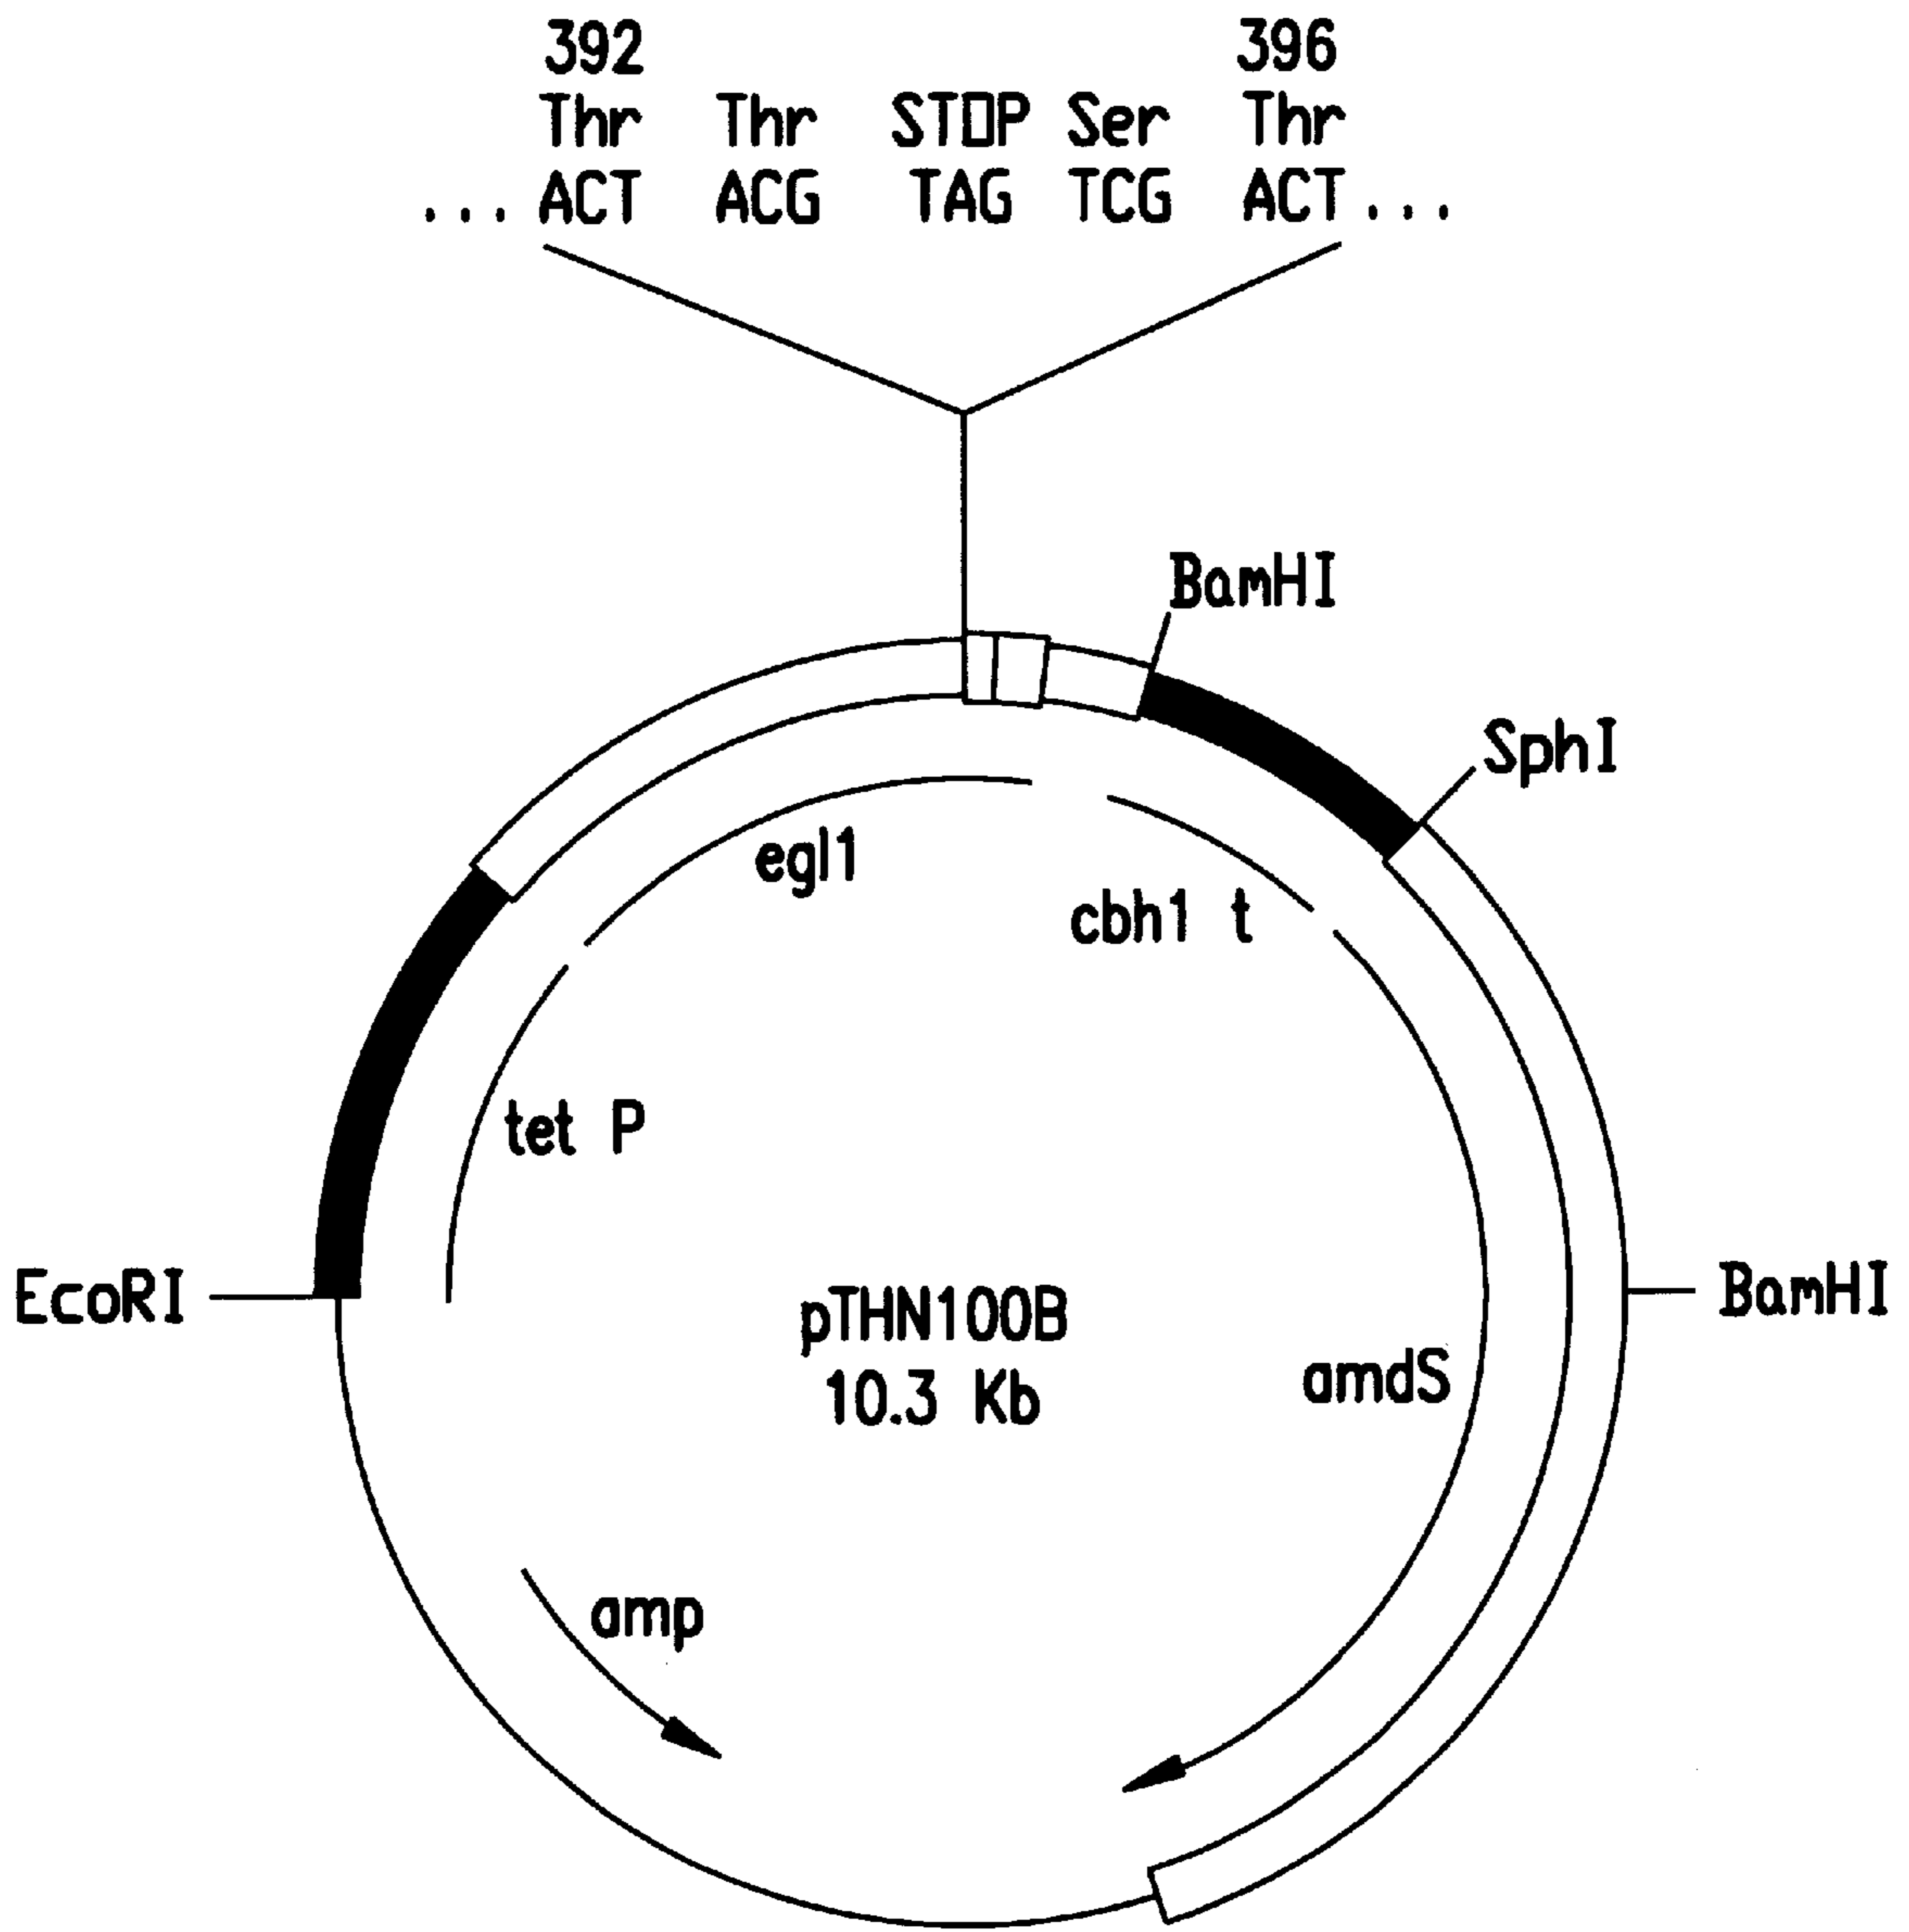 392 396
Thr Thr STOP Ser Thr
... ACT ACG TAG TCG ACT ...
BamHI
SphI
egl1
cbh1 t
tet P
EcoRI
pTHN100B
10.3 Kb
BamHI
amdS
amp